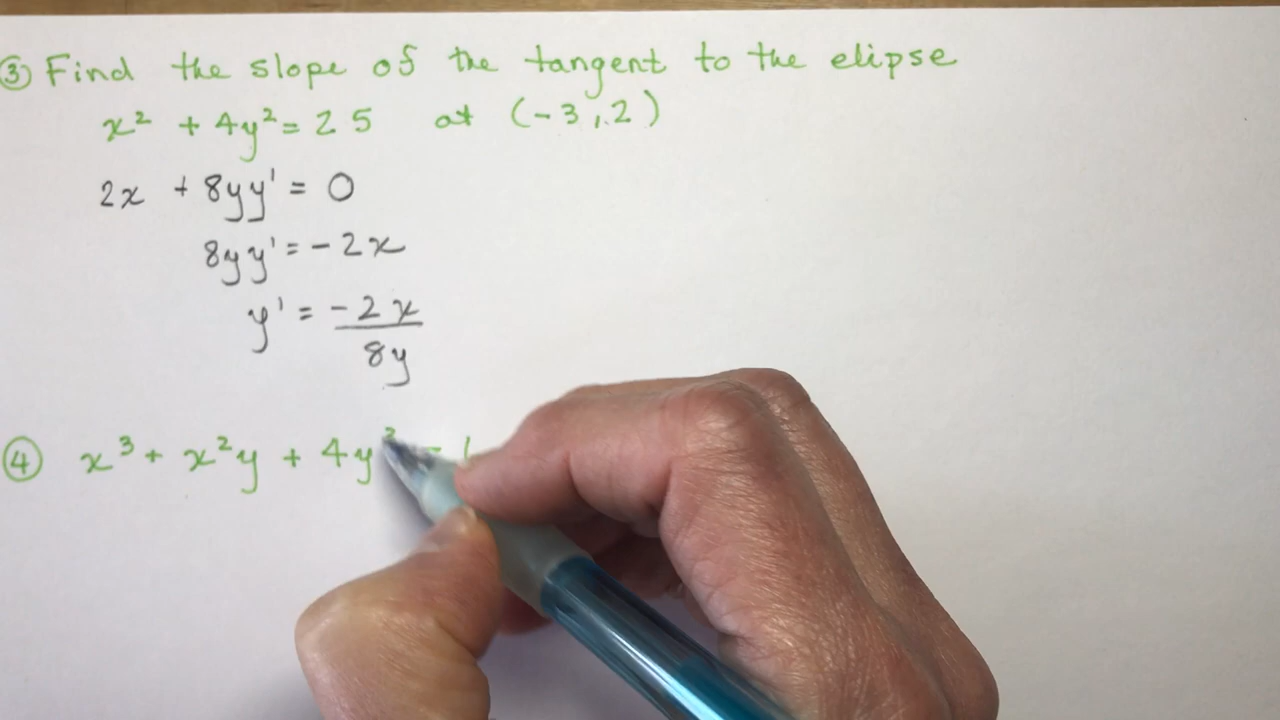 ③ Find the slope of the tangent to the elipse
x² + 4y² = 25 at (-3, 2)
2x + 8yy' = 0
8yy' = -2x
y' = -2x / 8y
④ x³ + x²y + 4y